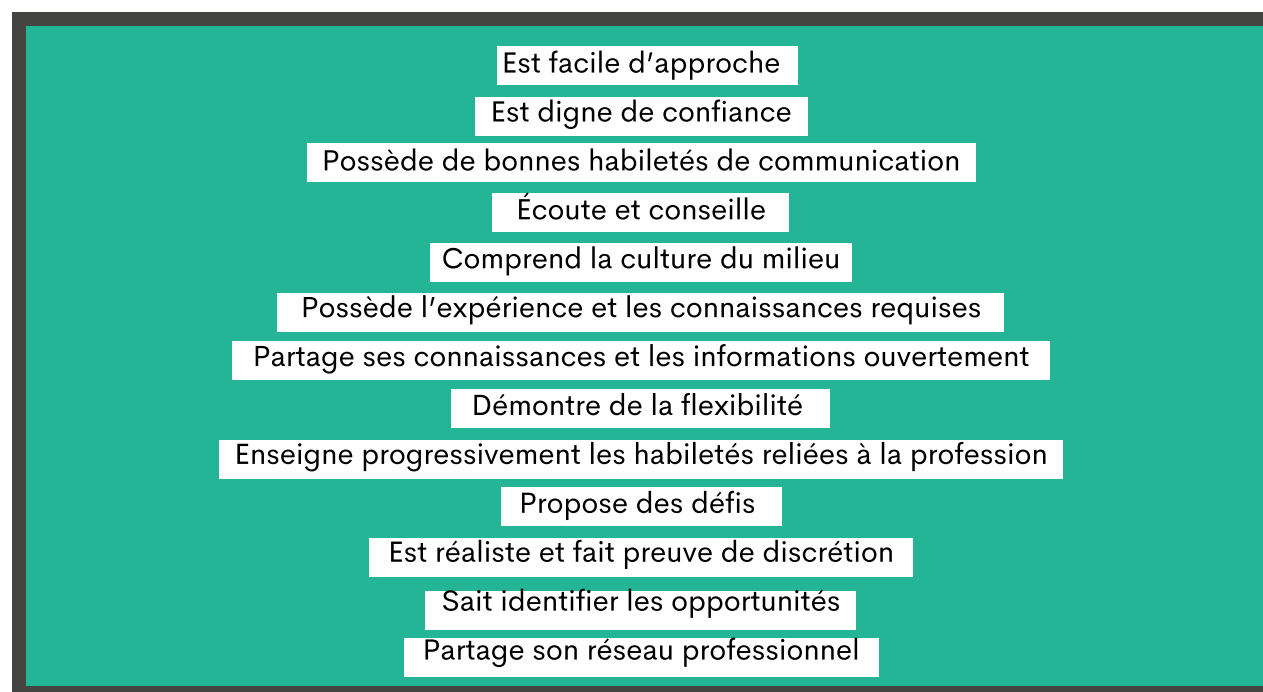 Est facile d’approche
Est digne de confiance
Possède de bonnes habiletés de communication
Écoute et conseille
Comprend la culture du milieu
Possède l’expérience et les connaissances requises
Partage ses connaissances et les informations ouvertement
Démontre de la flexibilité
Enseigne progressivement les habiletés reliées à la profession
Propose des défis
Est réaliste et fait preuve de discrétion
Sait identifier les opportunités
Partage son réseau professionnel